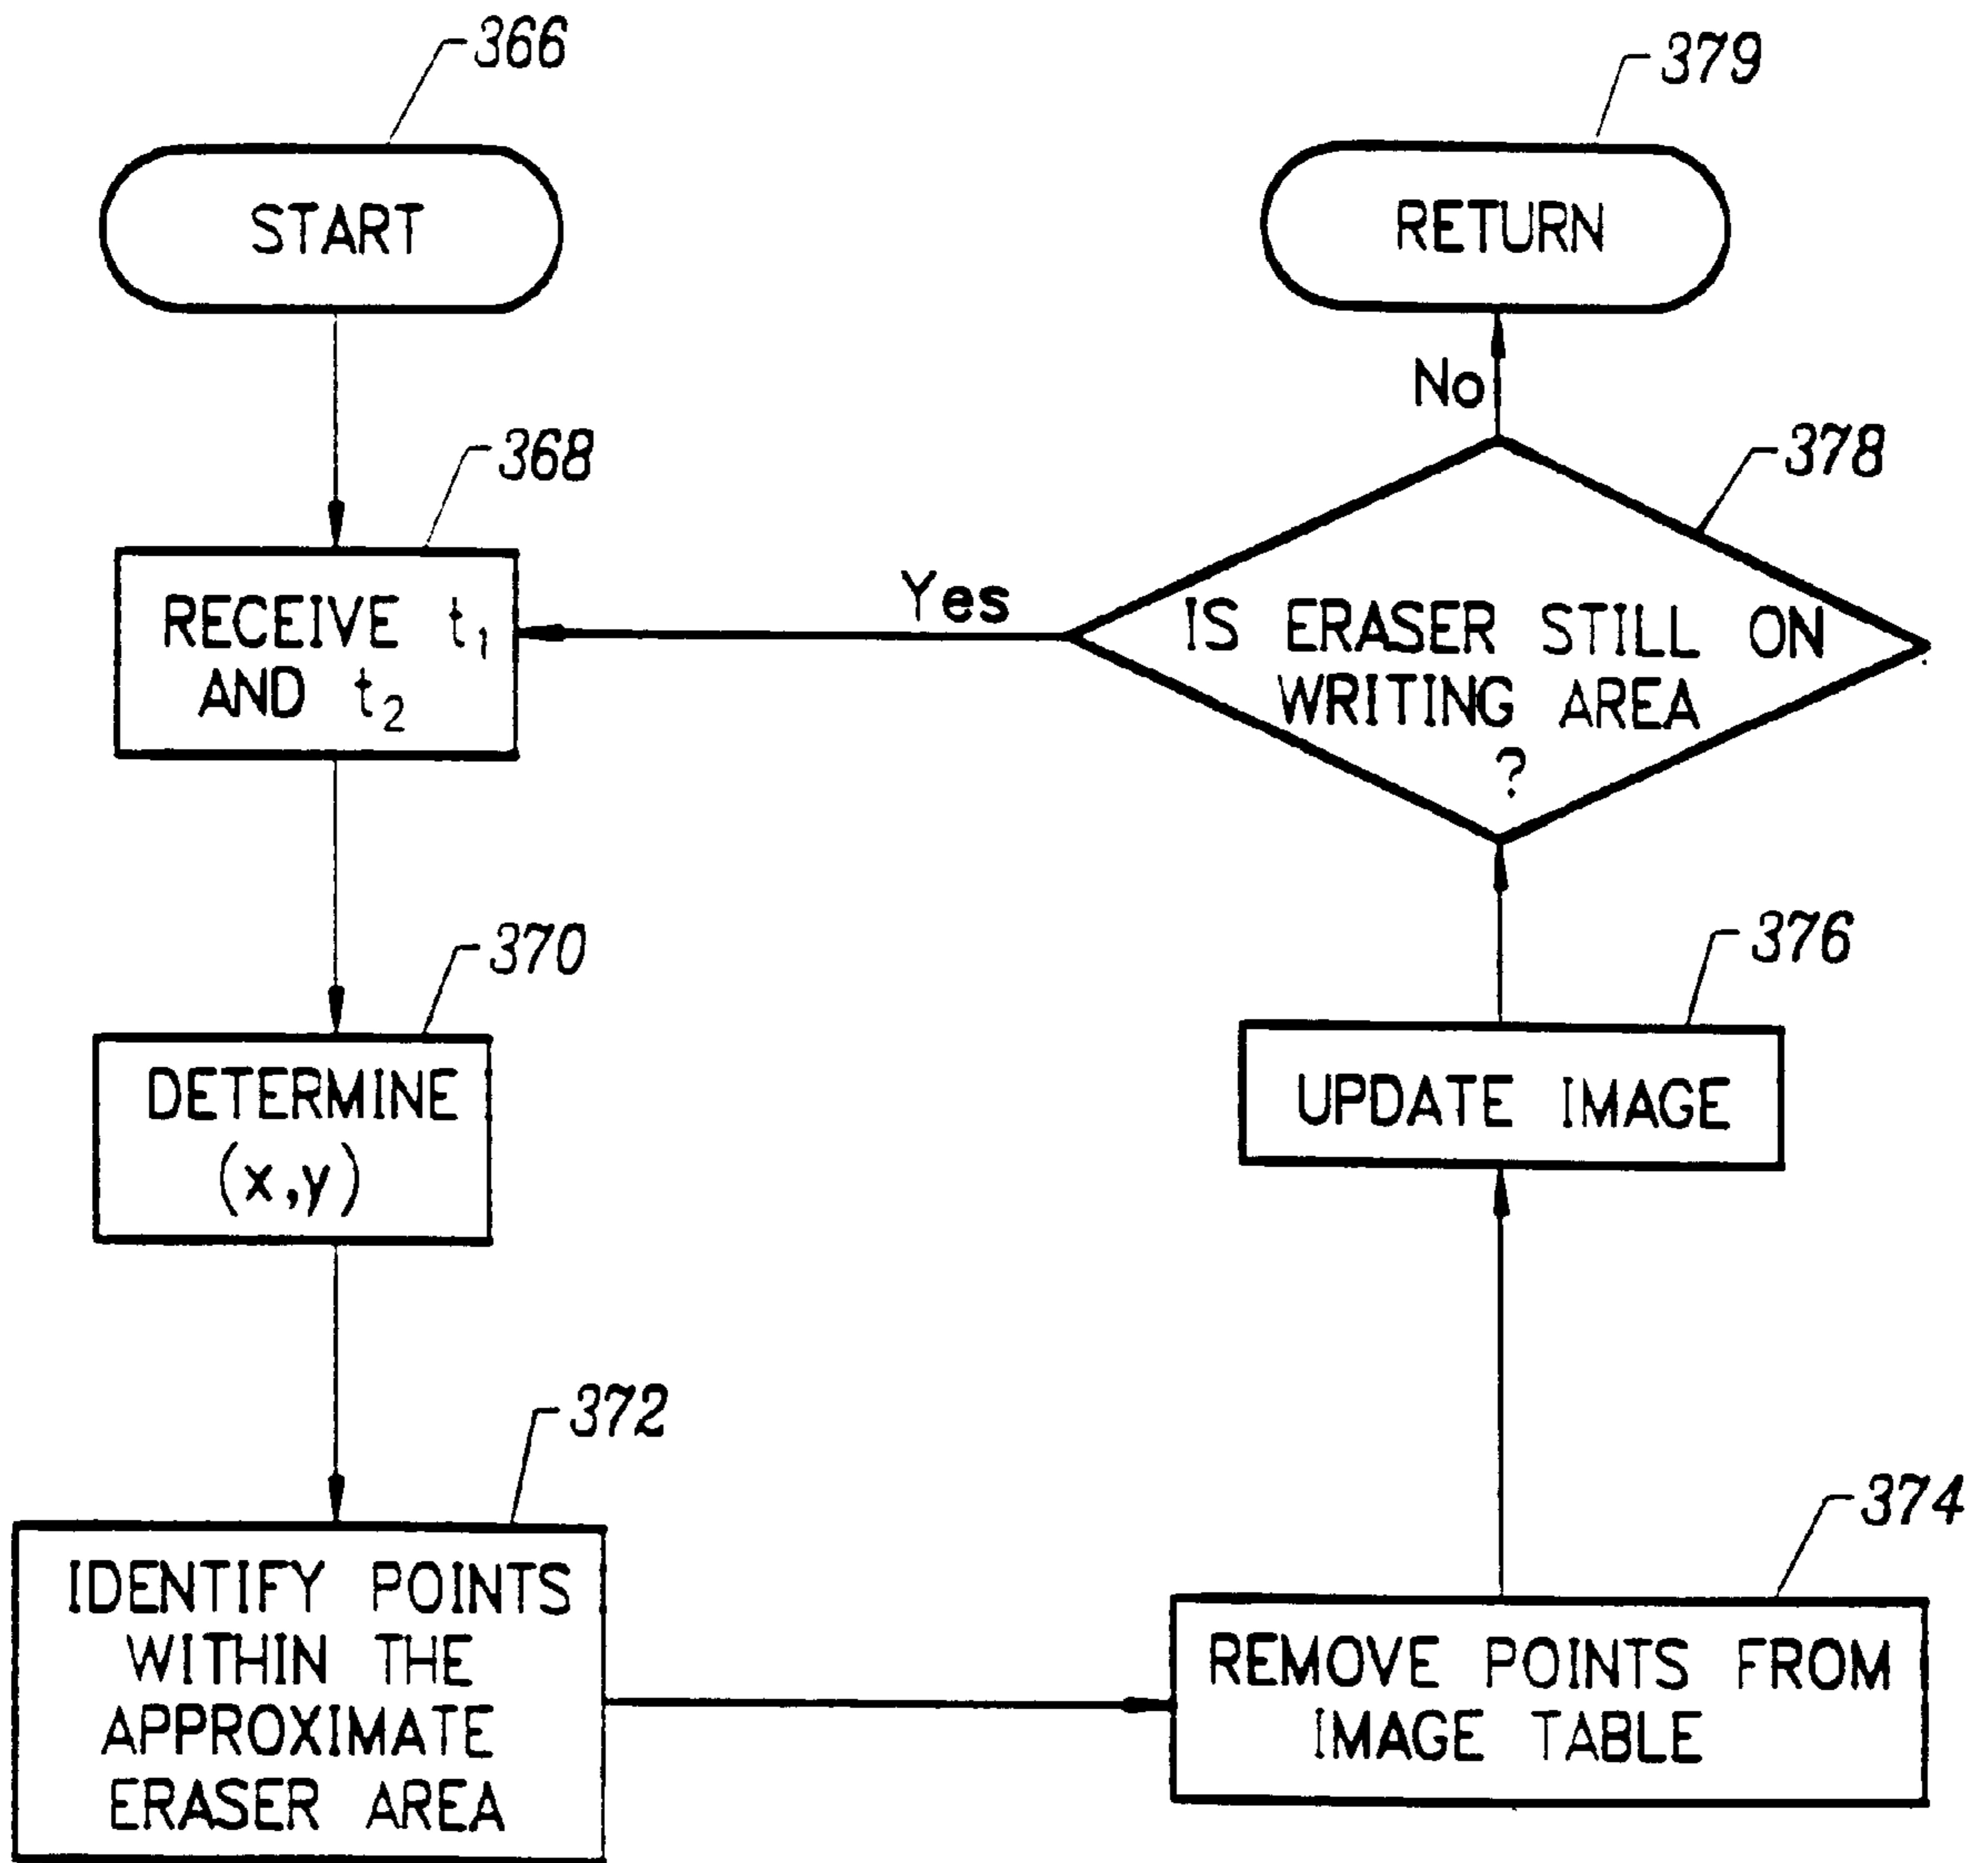 366
START
368
RECEIVE t₁
AND t₂
370
DETERMINE
(x,y)
372
IDENTIFY POINTS
WITHIN THE
APPROXIMATE
ERASER AREA
374
REMOVE POINTS FROM
IMAGE TABLE
376
UPDATE IMAGE
378
IS ERASER STILL ON
WRITING AREA
?
Yes
No
379
RETURN